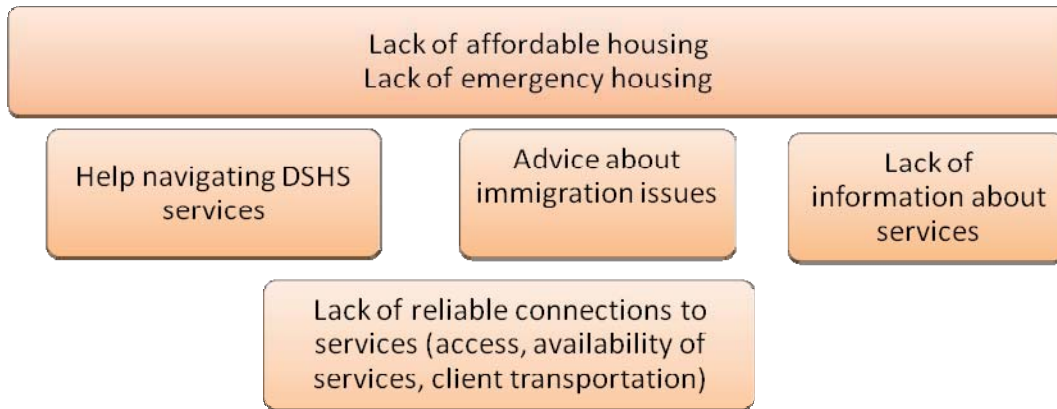 Lack of affordable housing
Lack of emergency housing
Help navigating DSHS
services
Advice about
immigration issues
Lack of
information about
services
Lack of reliable connections to
services (access, availability of
services, client transportation)